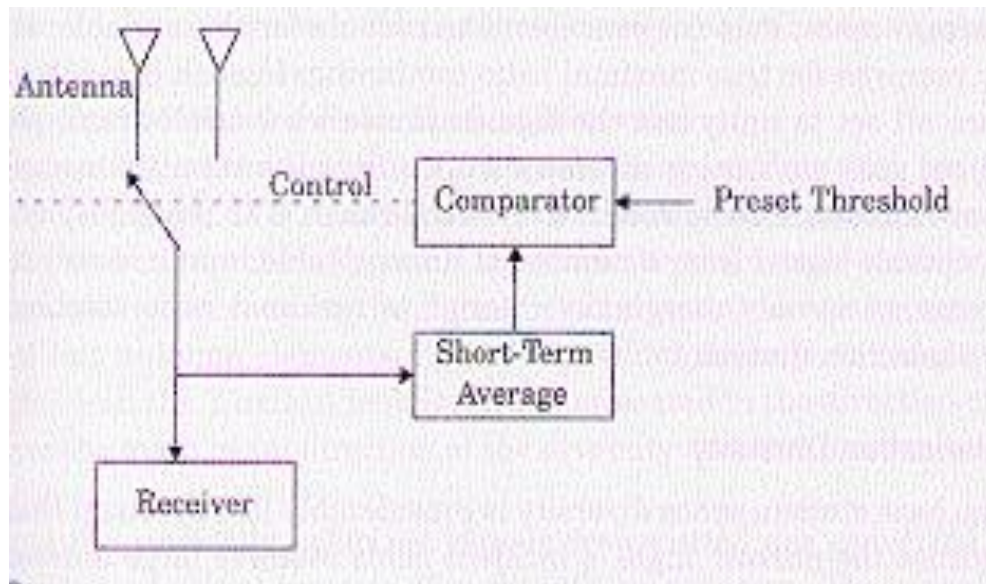 Antenna
Control
Comparator
Preset Threshold
Short-Term
Average
Receiver